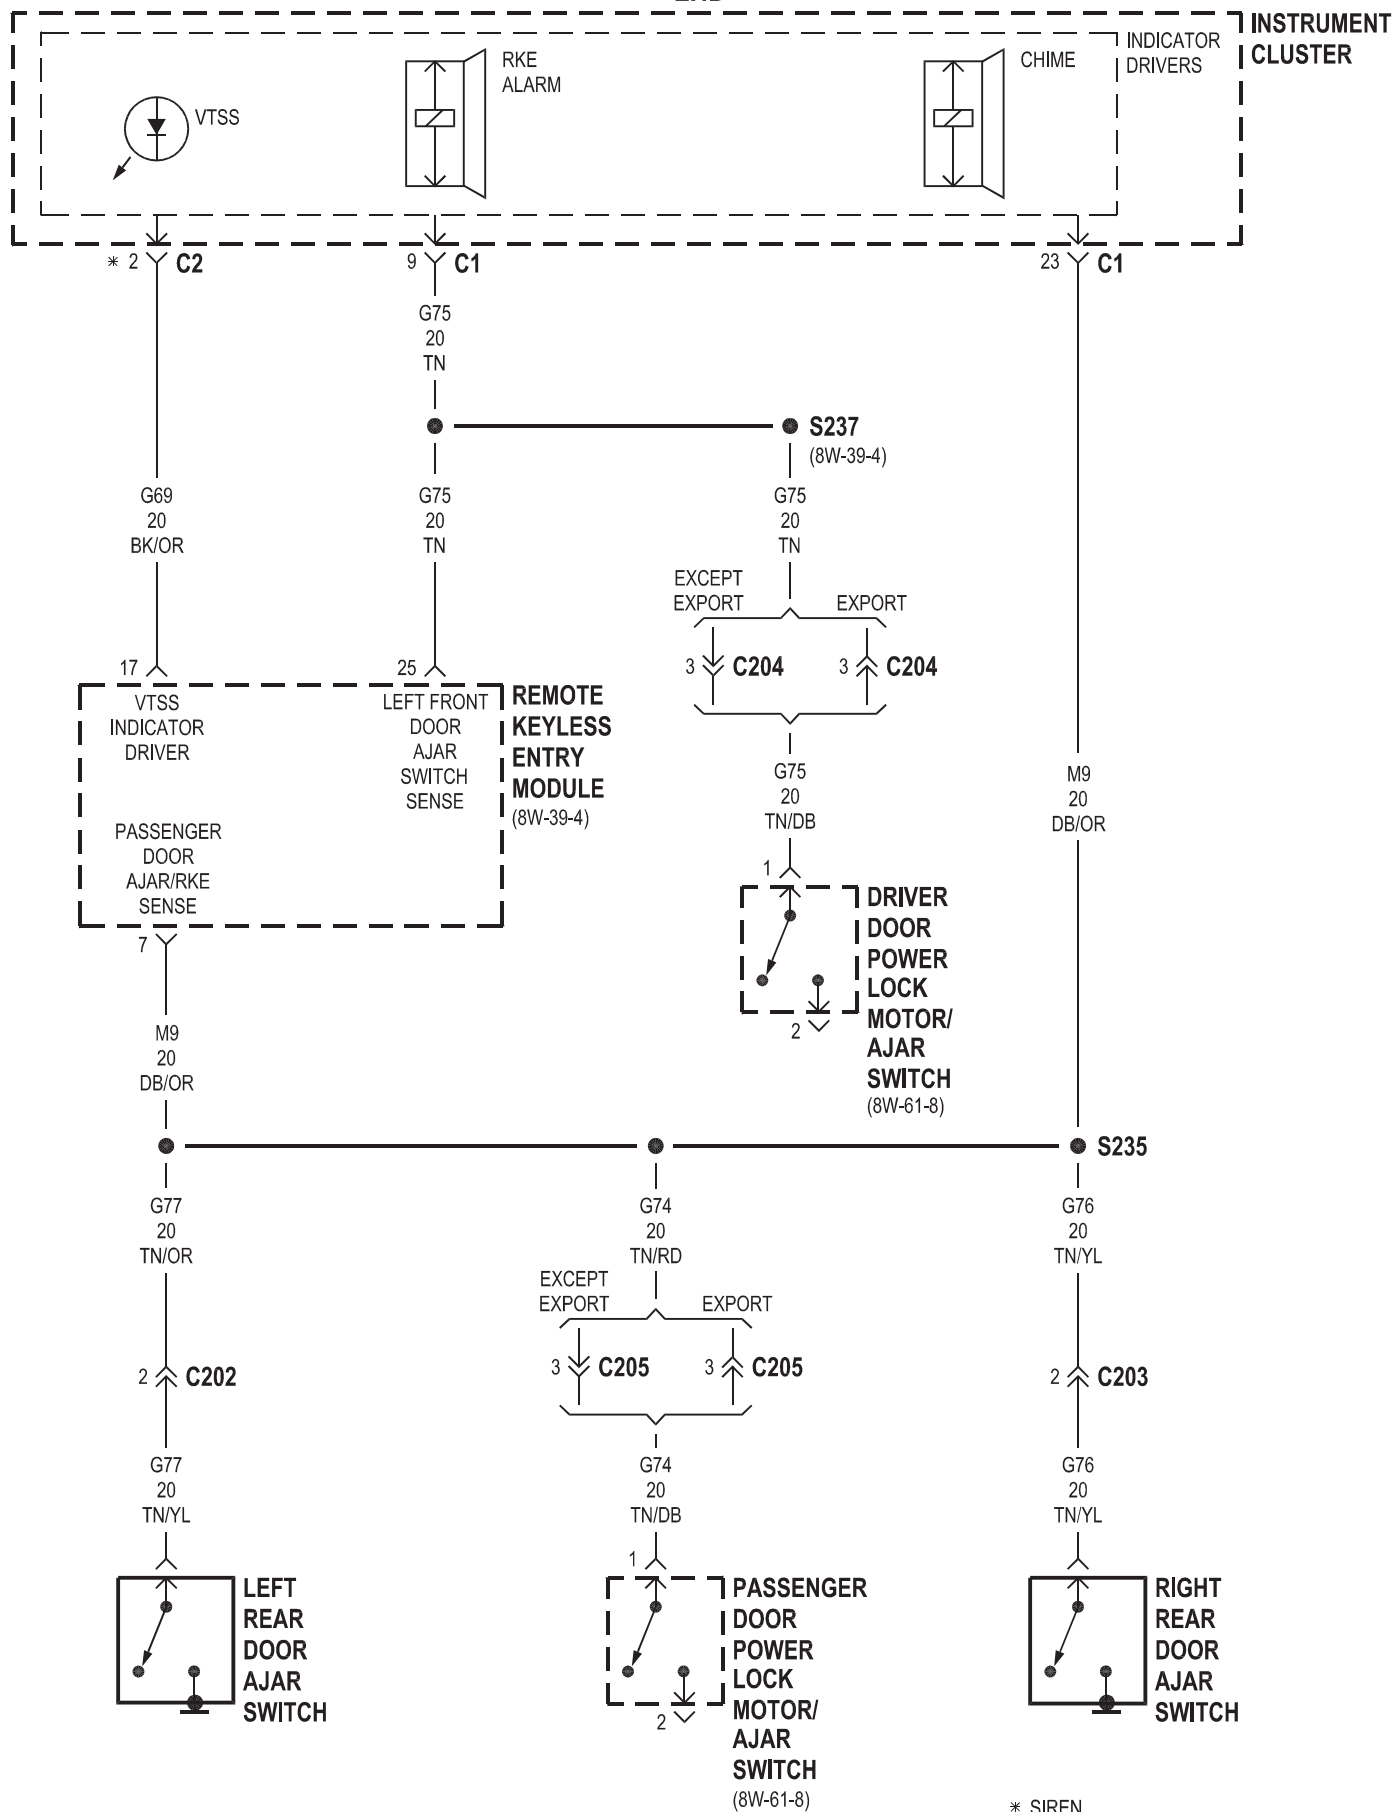 INSTRUMENT
CLUSTER
INDICATOR
DRIVERS
VTSS
RKE
ALARM
CHIME
* 2 C2
9 C1
23 C1
G75
20
TN
S237
(8W-39-4)
G69
20
BK/OR
G75
20
TN
G75
20
TN
EXCEPT
EXPORT
EXPORT
3 C204
3 C204
17
25
VTSS
INDICATOR
DRIVER
LEFT FRONT
DOOR
AJAR
SWITCH
SENSE
REMOTE
KEYLESS
ENTRY
MODULE
(8W-39-4)
PASSENGER
DOOR
AJAR/RKE
SENSE
7
G75
20
TN/DB
M9
20
DB/OR
1
DRIVER
DOOR
POWER
LOCK
MOTOR/
AJAR
SWITCH
(8W-61-8)
2
M9
20
DB/OR
S235
G77
20
TN/OR
G74
20
TN/RD
G76
20
TN/YL
EXCEPT
EXPORT
EXPORT
2 C202
3 C205
3 C205
2 C203
G77
20
TN/YL
G74
20
TN/DB
G76
20
TN/YL
LEFT
REAR
DOOR
AJAR
SWITCH
1
PASSENGER
DOOR
POWER
LOCK
MOTOR/
AJAR
SWITCH
(8W-61-8)
2
RIGHT
REAR
DOOR
AJAR
SWITCH
* SIREN